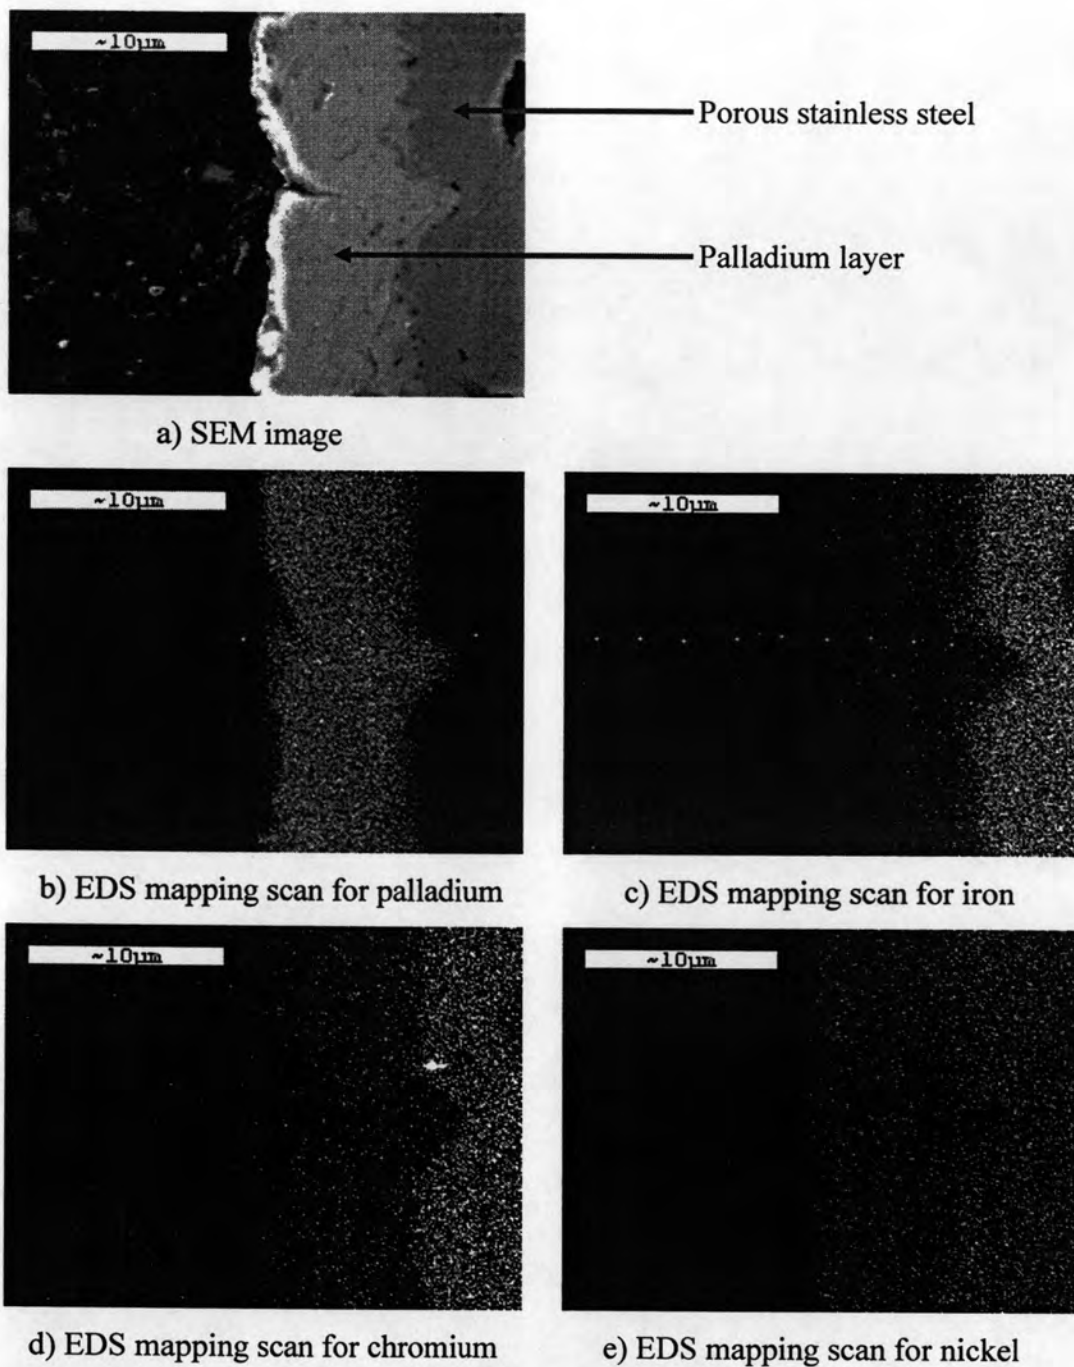 ~10µm
Porous stainless steel
Palladium layer
a) SEM image
~10µm
~10µm
b) EDS mapping scan for palladium
c) EDS mapping scan for iron
~10µm
~10µm
d) EDS mapping scan for chromium
e) EDS mapping scan for nickel